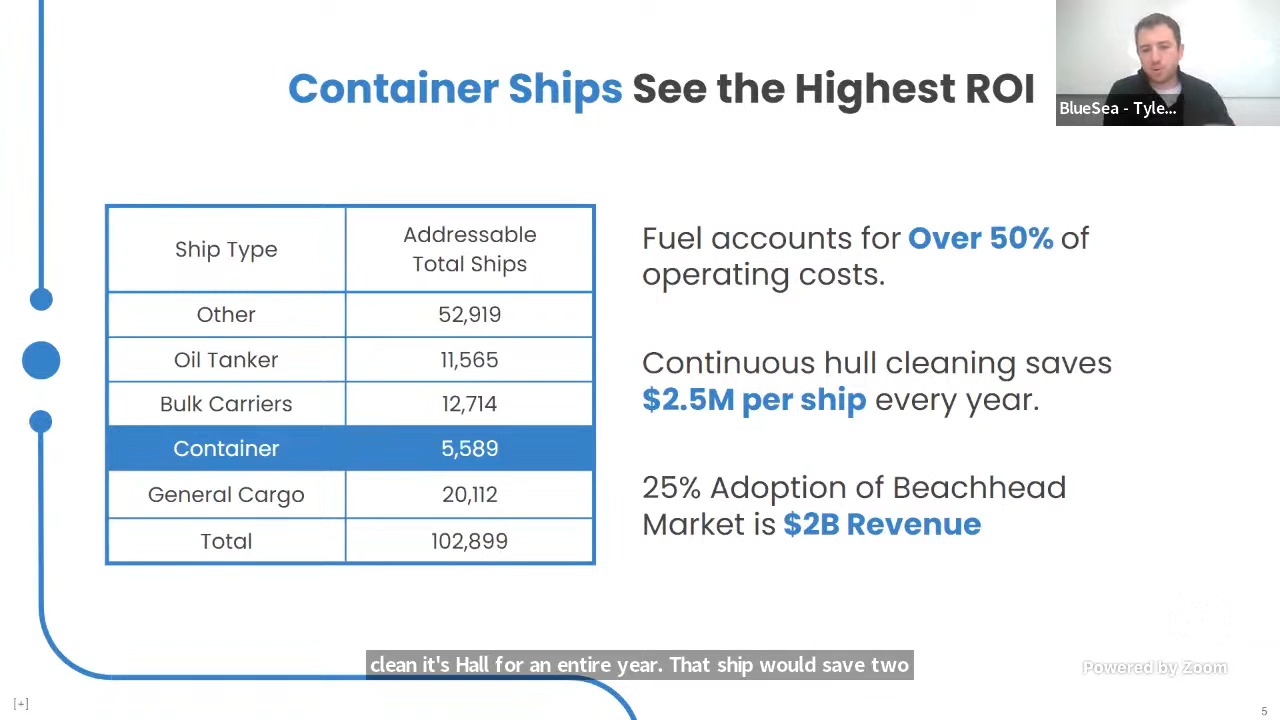 Container Ships See the Highest ROI
BlueSea - Tyle...
Ship Type
Addressable
Total Ships
Other 52,919
Oil Tanker 11,565
Bulk Carriers 12,714
Container 5,589
General Cargo 20,112
Total 102,899
Fuel accounts for Over 50% of
operating costs.
Continuous hull cleaning saves
$2.5M per ship every year.
25% Adoption of Beachhead
Market is $2B Revenue
clean it's Hall for an entire year. That ship would save two
Powered by Zoom
[+]
5